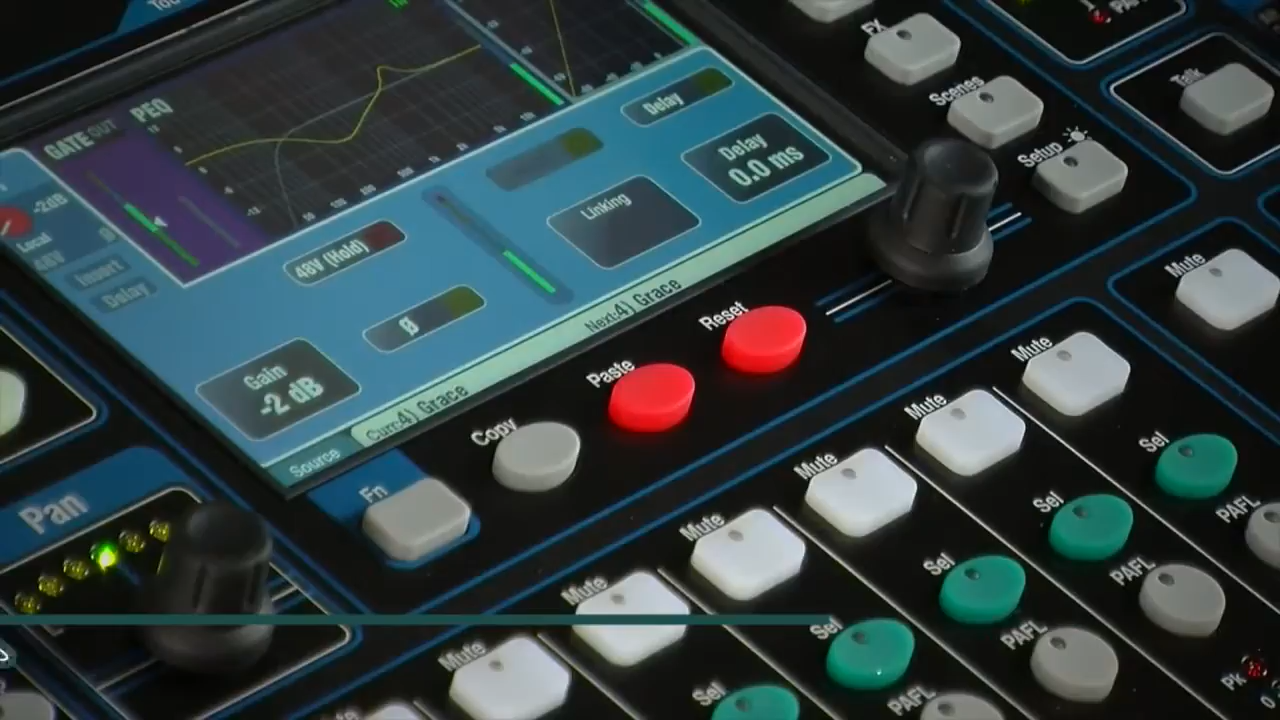 FX
Scenes
Setup
Talk
GATE OUT
PEQ
-2dB
Local
48V
Insert
Delay
48V (Hold)
Ø
Gain
-2 dB
Linking
Delay
Delay
0.0 ms
Source
Curr:4) Grace
Next:4) Grace
Fn
Copy
Paste
Reset
Pan
Mute
Mute
Mute
Mute
Mute
Mute
Mute
Sel
Sel
Sel
Sel
Sel
PAFL
PAFL
PAFL
PAFL
Pk